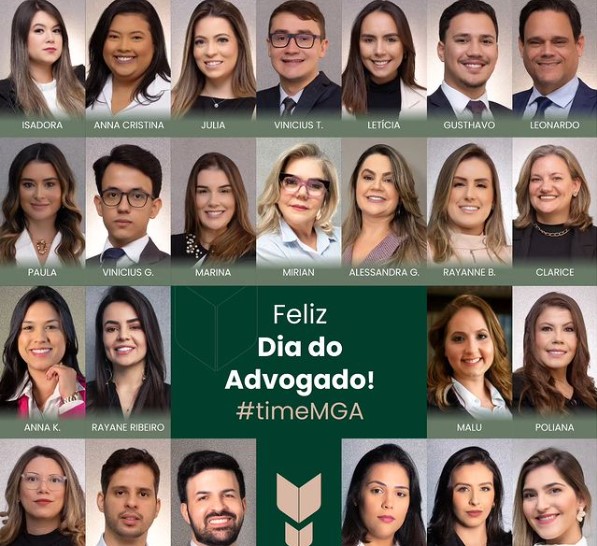 ISADORA
ANNA CRISTINA
JULIA
VINICIUS T.
LETÍCIA
GUSTHAVO
LEONARDO
PAULA
VINICIUS G.
MARINA
MIRIAN
ALESSANDRA G.
RAYANNE B.
CLARICE
Feliz
Dia do
Advogado!
#timeMGA
ANNA K.
RAYANE RIBEIRO
MALU
POLIANA